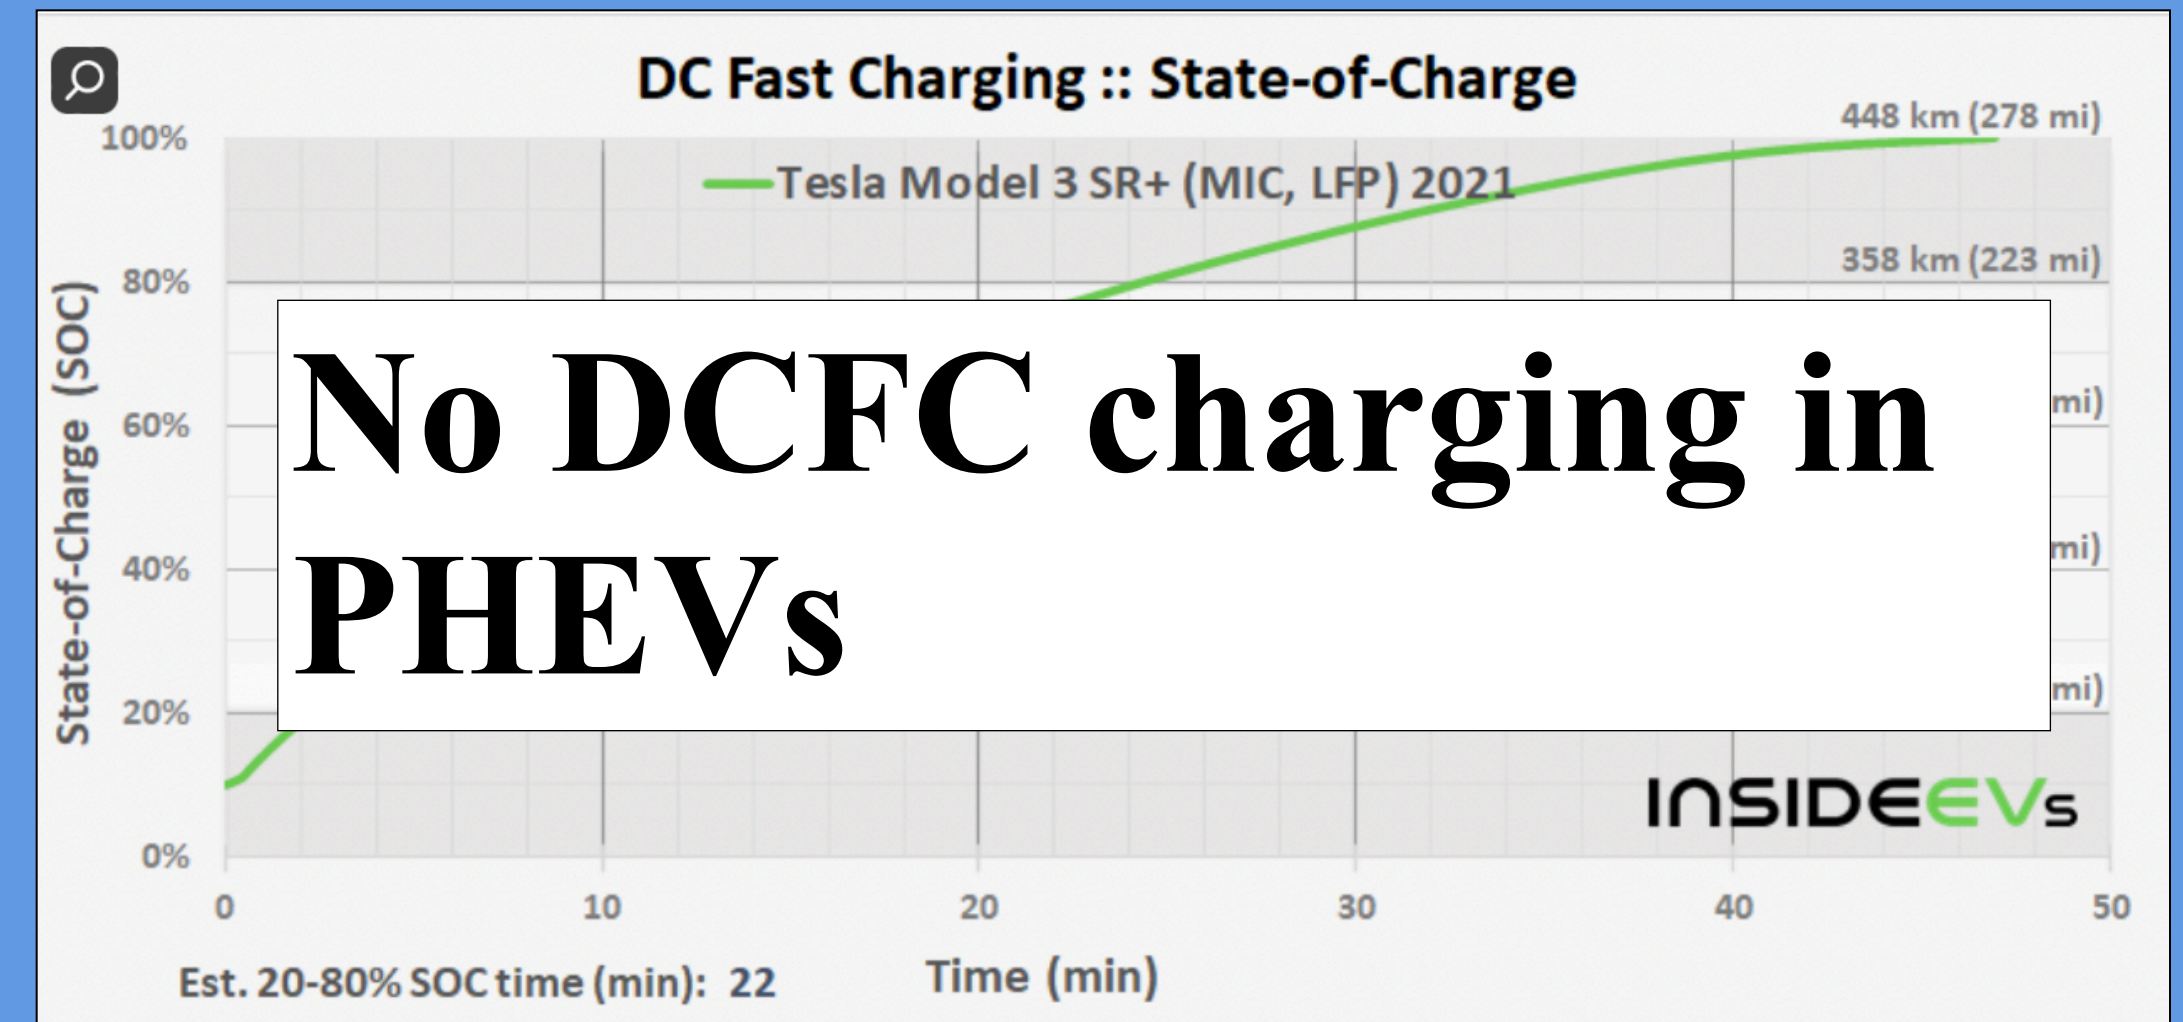 DC Fast Charging :: State-of-Charge
448 km (278 mi)
100%
Tesla Model 3 SR+ (MIC, LFP) 2021
358 km (223 mi)
80%
No DCFC charging in
PHEVs
mi)
60%
mi)
40%
mi)
20%
0%
State-of-Charge (SOC)
INSIDEEVs
0 10 20 30 40 50
Time (min)
Est. 20-80% SOC time (min): 22